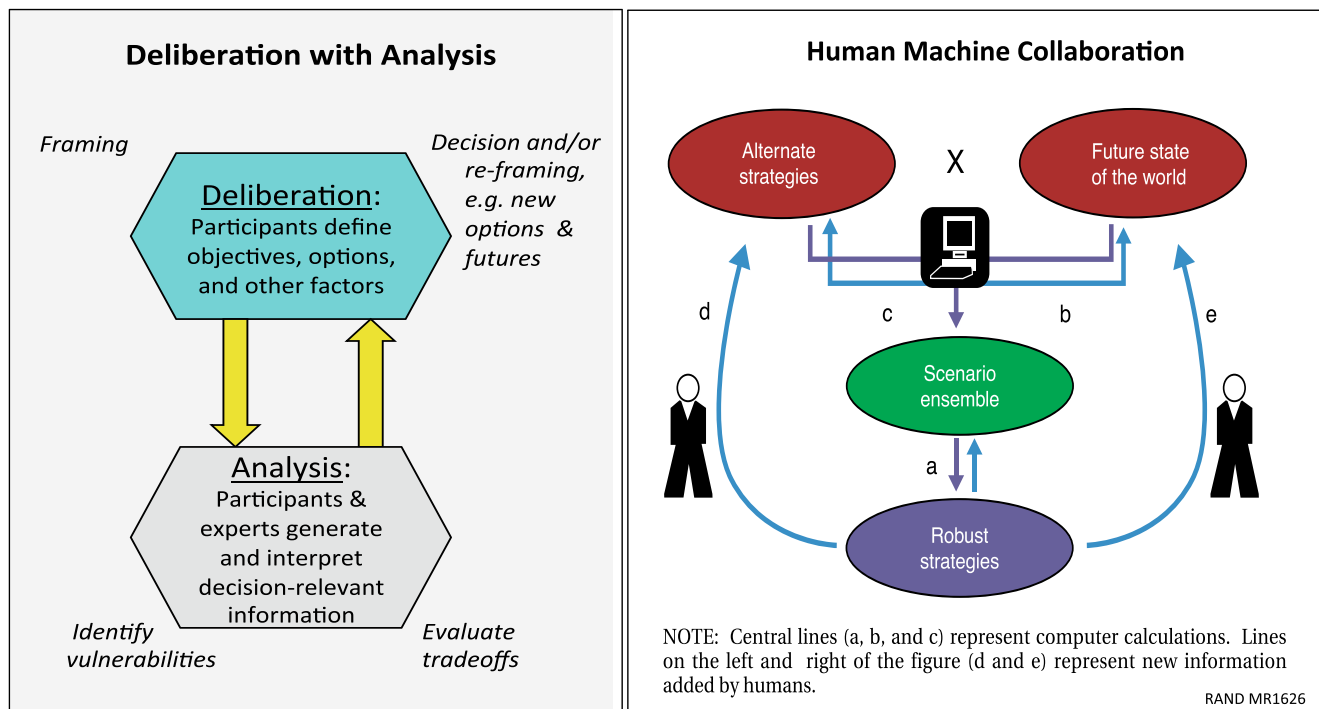 Deliberation with Analysis
Framing
Decision and/or
re-framing,
e.g. new
options &
futures
Deliberation:
Participants define
objectives, options,
and other factors
Analysis:
Participants &
experts generate
and interpret
decision-relevant
information
Identify
vulnerabilities
Evaluate
tradeoffs
Human Machine Collaboration
Alternate
strategies
X
Future state
of the world
d
c
b
e
Scenario
ensemble
a
Robust
strategies
NOTE: Central lines (a, b, and c) represent computer calculations. Lines
on the left and right of the figure (d and e) represent new information
added by humans.
RAND MR1626